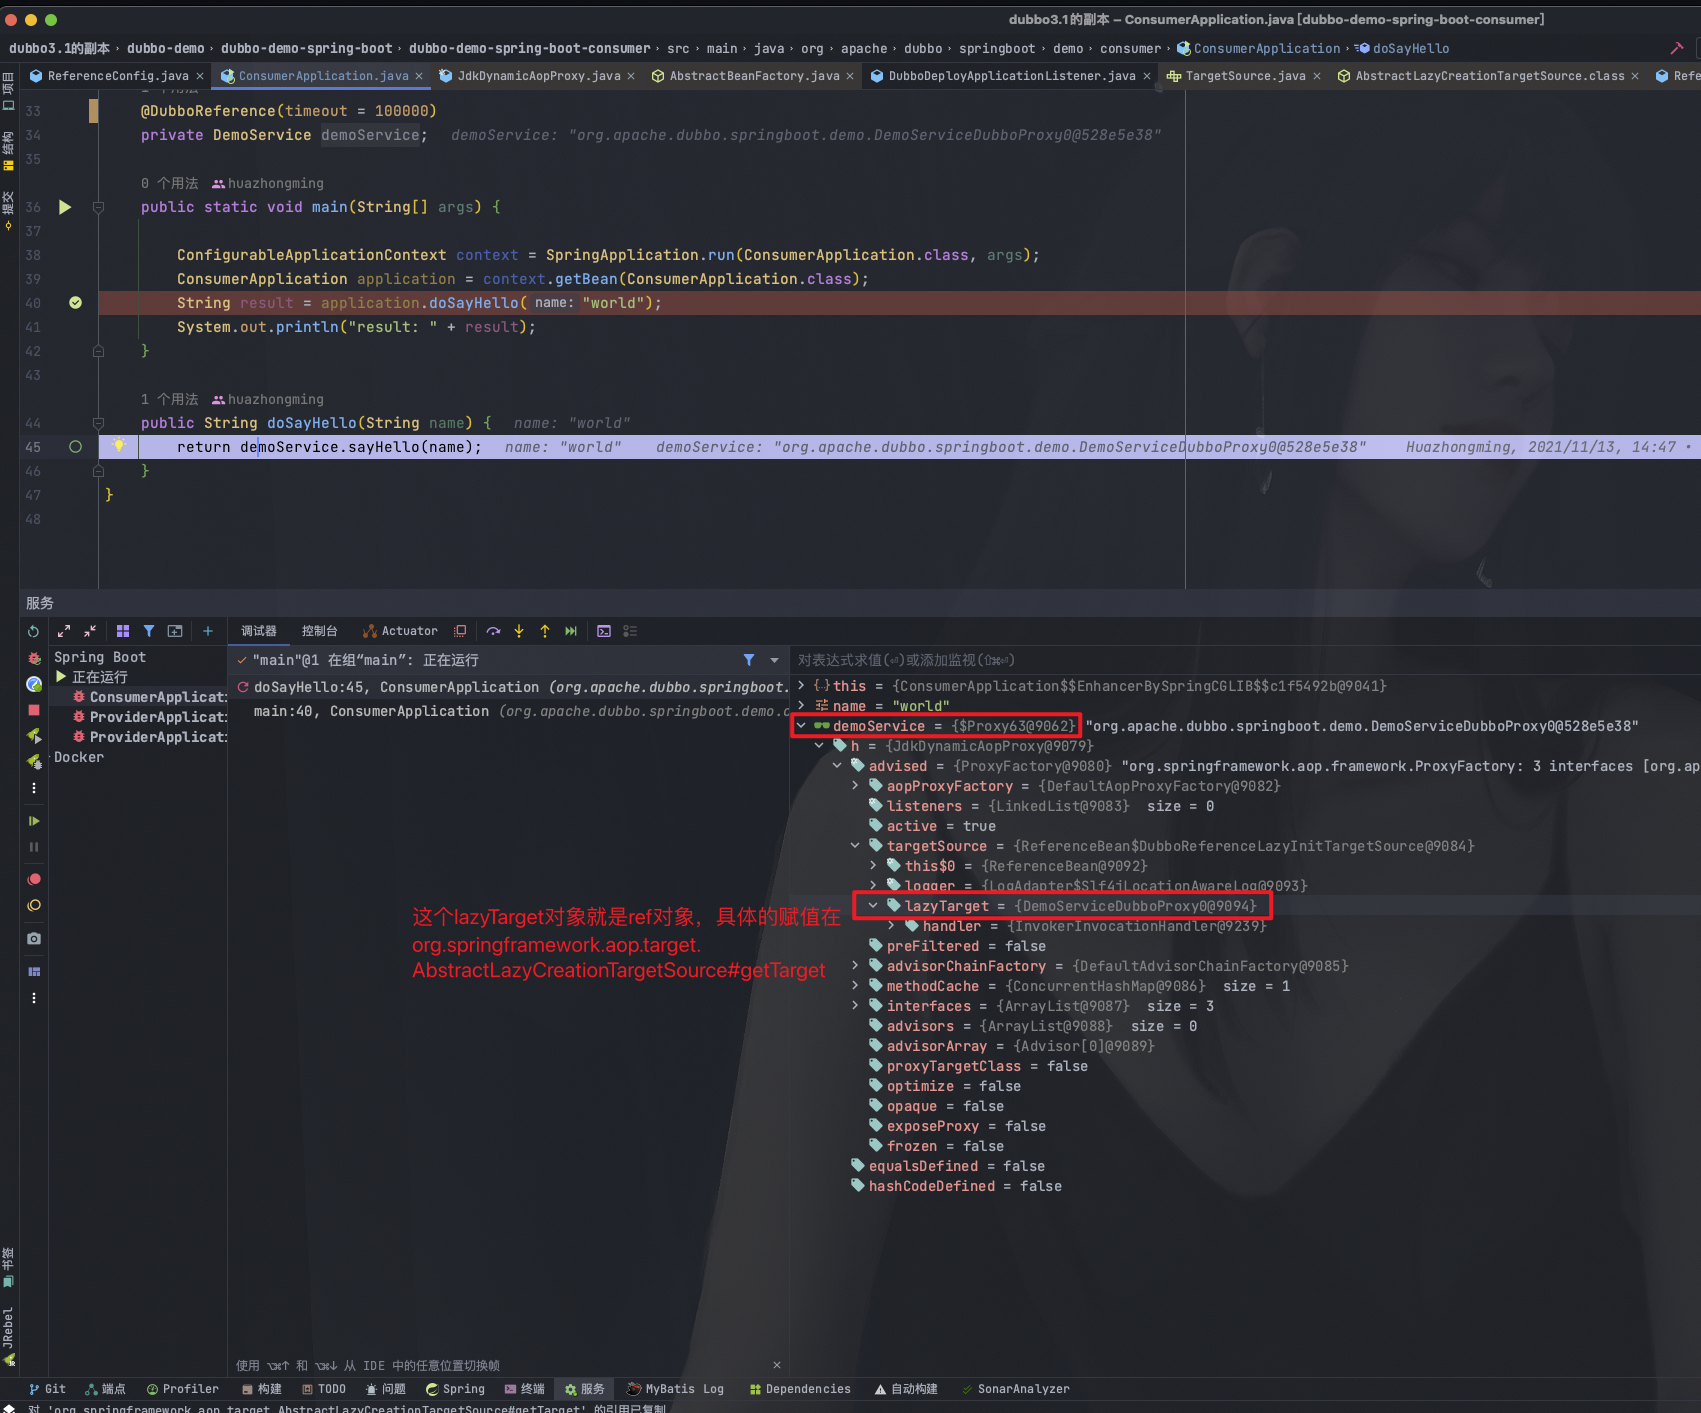 dubbo3.1的副本 – ConsumerApplication.java [dubbo-demo-spring-boot-consumer]
dubbo3.1的副本 › dubbo-demo › dubbo-demo-spring-boot › dubbo-demo-spring-boot-consumer › src › main › java › org › apache › dubbo › springboot › demo › consumer › ConsumerApplication › doSayHello
ReferenceConfig.java × ConsumerApplication.java × JdkDynamicAopProxy.java × AbstractBeanFactory.java × DubboDeployApplicationListener.java × TargetSource.java × AbstractLazyCreationTargetSource.class × Refe
项目
结构
提交
33 @DubboReference(timeout = 100000)
34 private DemoService demoService; demoService: "org.apache.dubbo.springboot.demo.DemoServiceDubboProxy0@528e5e38"
35
0 个用法 huazhongming
36 public static void main(String[] args) {
37
38 ConfigurableApplicationContext context = SpringApplication.run(ConsumerApplication.class, args);
39 ConsumerApplication application = context.getBean(ConsumerApplication.class);
40 String result = application.doSayHello( name: "world");
41 System.out.println("result: " + result);
42 }
43
1 个用法 huazhongming
44 public String doSayHello(String name) { name: "world"
45 return demoService.sayHello(name); name: "world" demoService: "org.apache.dubbo.springboot.demo.DemoServiceDubboProxy0@528e5e38" Huazhongming, 2021/11/13, 14:47 •
46 }
47 }
48
服务
调试器 控制台 Actuator
Spring Boot
正在运行
ConsumerApplicati
ProviderApplicati
ProviderApplicati
Docker
"main"@1 在组“main”: 正在运行
doSayHello:45, ConsumerApplication (org.apache.dubbo.springboot.
main:40, ConsumerApplication (org.apache.dubbo.springboot.demo.c
对表达式求值(⏎)或添加监视(⇧⌘⏎)
this = {ConsumerApplication$$EnhancerBySpringCGLIB$$c1f5492b@9041}
name = "world"
demoService = {$Proxy63@9062} "org.apache.dubbo.springboot.demo.DemoServiceDubboProxy0@528e5e38"
h = {JdkDynamicAopProxy@9079}
advised = {ProxyFactory@9080} "org.springframework.aop.framework.ProxyFactory: 3 interfaces [org.ap
aopProxyFactory = {DefaultAopProxyFactory@9082}
listeners = {LinkedList@9083} size = 0
active = true
targetSource = {ReferenceBean$DubboReferenceLazyInitTargetSource@9084}
this$0 = {ReferenceBean@9092}
logger = {LogAdapter$Slf4jLocationAwareLog@9093}
lazyTarget = {DemoServiceDubboProxy0@9094}
handler = {InvokerInvocationHandler@9239}
preFiltered = false
advisorChainFactory = {DefaultAdvisorChainFactory@9085}
methodCache = {ConcurrentHashMap@9086} size = 1
interfaces = {ArrayList@9087} size = 3
advisors = {ArrayList@9088} size = 0
advisorArray = {Advisor[0]@9089}
proxyTargetClass = false
optimize = false
opaque = false
exposeProxy = false
frozen = false
equalsDefined = false
hashCodeDefined = false
这个lazyTarget对象就是ref对象，具体的赋值在
org.springframework.aop.target.
AbstractLazyCreationTargetSource#getTarget
书签
JRebel
使用 ⌥⌘↑ 和 ⌥⌘↓ 从 IDE 中的任意位置切换帧 ×
Git 端点 Profiler 构建 TODO 问题 Spring 终端 服务 MyBatis Log Dependencies 自动构建 SonarAnalyzer
对 'org.springframework.aop.target.AbstractLazyCreationTargetSource#getTarget' 的引用已复制